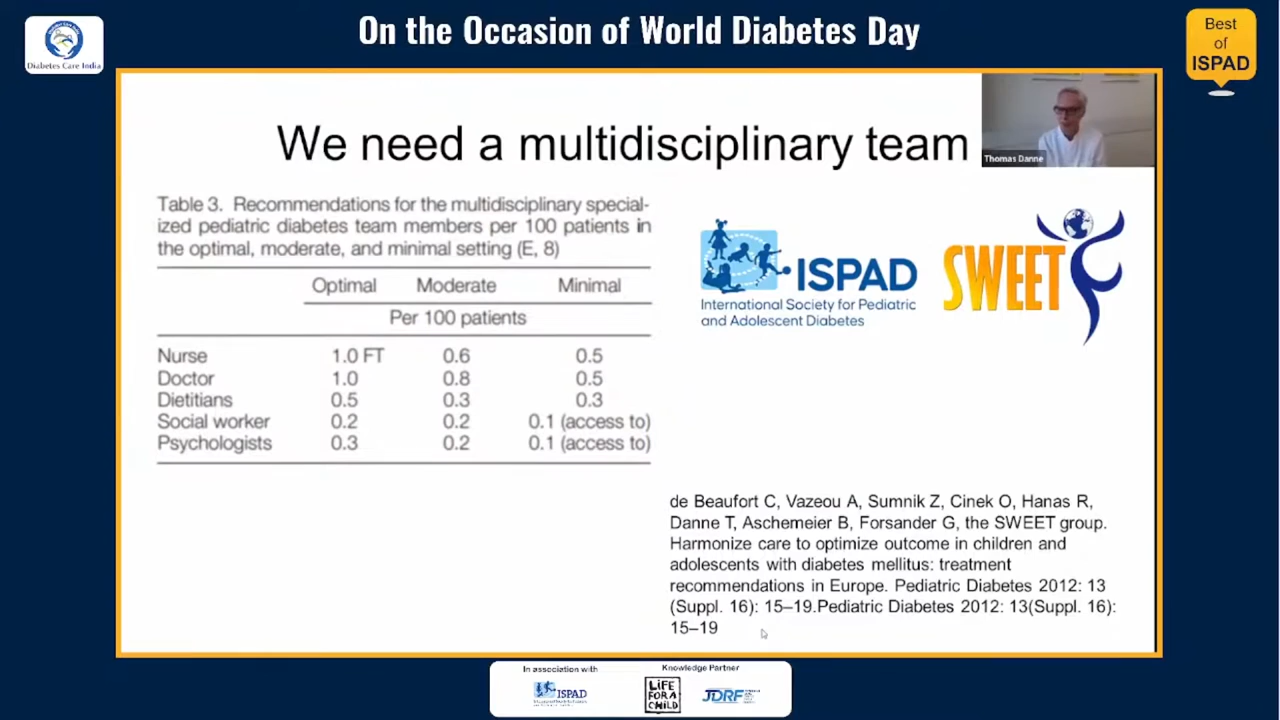 On the Occasion of World Diabetes Day
Diabetes Care India
Best
of
ISPAD
We need a multidisciplinary team
Thomas Danne
Table 3. Recommendations for the multidisciplinary special-
ized pediatric diabetes team members per 100 patients in
the optimal, moderate, and minimal setting (E, 8)
Optimal Moderate Minimal
Per 100 patients
Nurse 1.0 FT 0.6 0.5
Doctor 1.0 0.8 0.5
Dietitians 0.5 0.3 0.3
Social worker 0.2 0.2 0.1 (access to)
Psychologists 0.3 0.2 0.1 (access to)
ISPAD
International Society for Pediatric
and Adolescent Diabetes
SWEET
de Beaufort C, Vazeou A, Sumnik Z, Cinek O, Hanas R,
Danne T, Aschemeier B, Forsander G, the SWEET group.
Harmonize care to optimize outcome in children and
adolescents with diabetes mellitus: treatment
recommendations in Europe. Pediatric Diabetes 2012: 13
(Suppl. 16): 15–19.Pediatric Diabetes 2012: 13(Suppl. 16):
15–19
In association with
ISPAD
Knowledge Partner
LIFE
FOR A
CHILD
JDRF